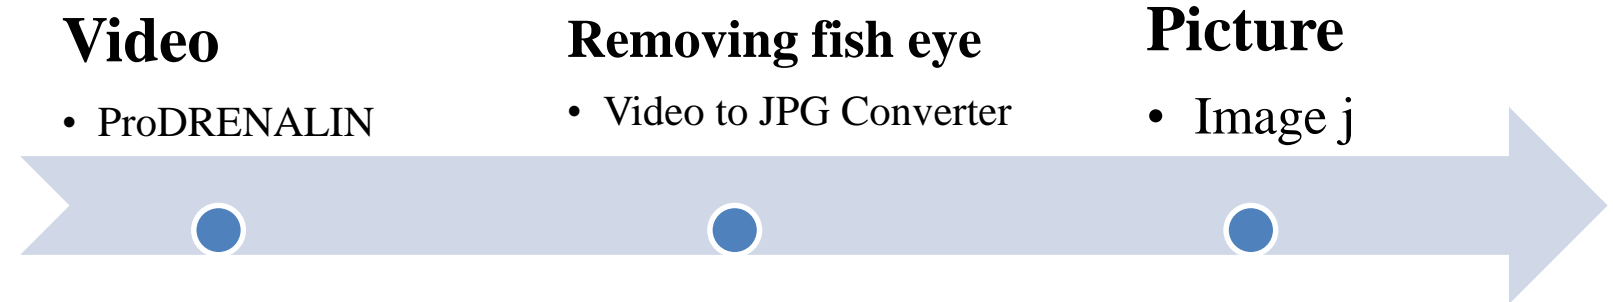 Video
• ProDRENALIN
Removing fish eye
• Video to JPG Converter
Picture
• Image j